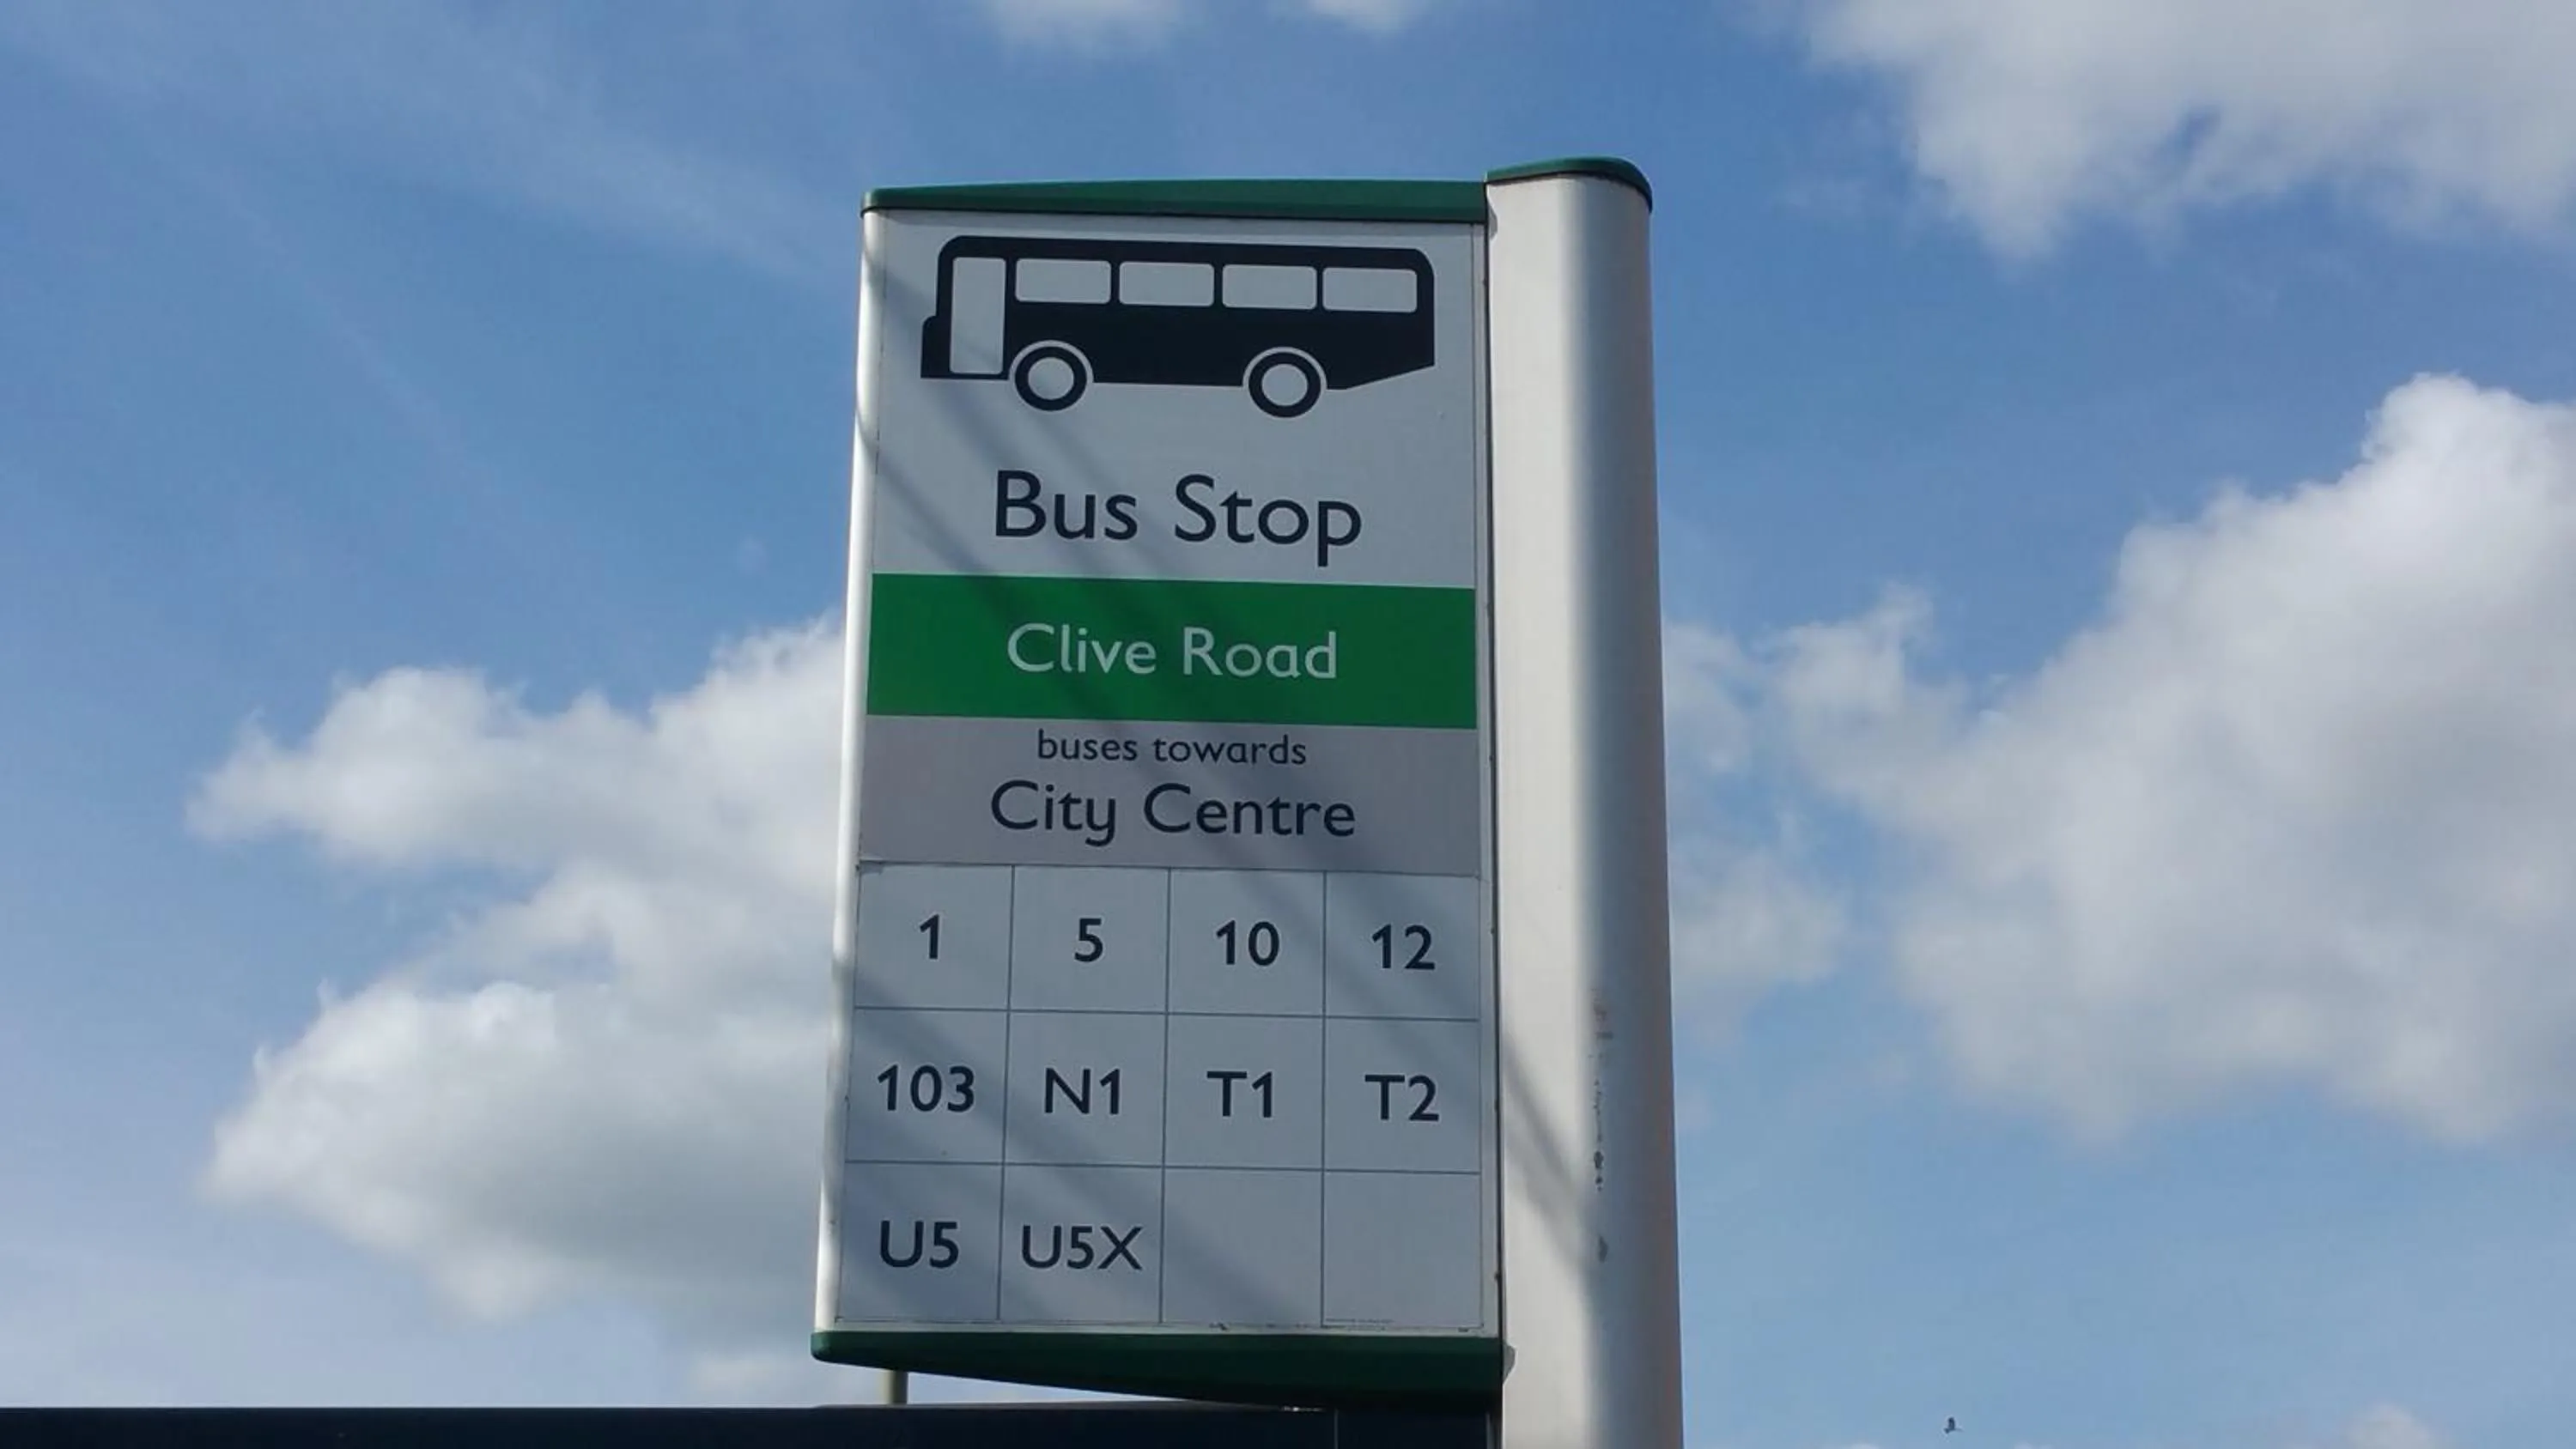 Bus Stop
Clive Road
buses towards
City Centre
1 5 10 12
103 N1 T1 T2
U5 U5X